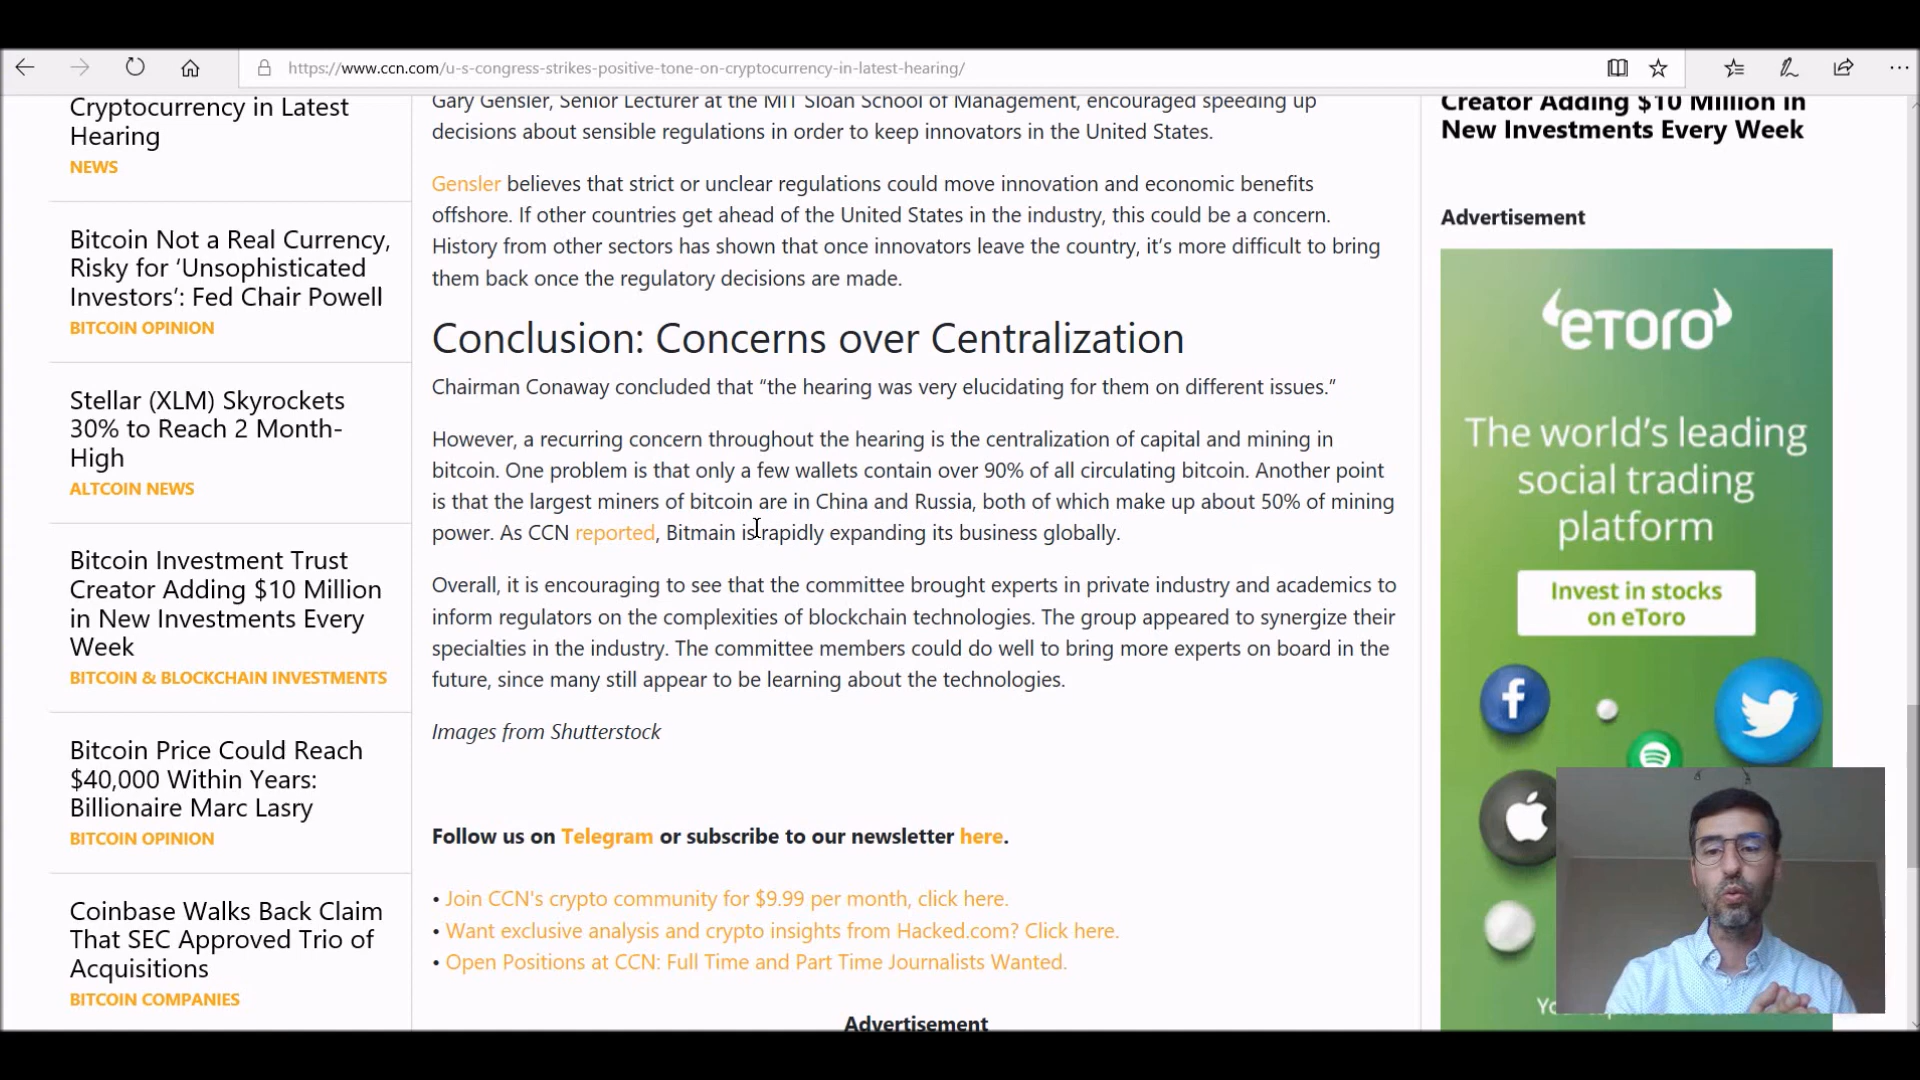 https://www.ccn.com/u-s-congress-strikes-positive-tone-on-cryptocurrency-in-latest-hearing/
Cryptocurrency in Latest
Hearing
NEWS
Bitcoin Not a Real Currency,
Risky for ‘Unsophisticated
Investors’: Fed Chair Powell
BITCOIN OPINION
Stellar (XLM) Skyrockets
30% to Reach 2 Month-
High
ALTCOIN NEWS
Bitcoin Investment Trust
Creator Adding $10 Million
in New Investments Every
Week
BITCOIN & BLOCKCHAIN INVESTMENTS
Bitcoin Price Could Reach
$40,000 Within Years:
Billionaire Marc Lasry
BITCOIN OPINION
Coinbase Walks Back Claim
That SEC Approved Trio of
Acquisitions
BITCOIN COMPANIES
Gary Gensler, Senior Lecturer at the MIT Sloan School of Management, encouraged speeding up
decisions about sensible regulations in order to keep innovators in the United States.
Gensler believes that strict or unclear regulations could move innovation and economic benefits
offshore. If other countries get ahead of the United States in the industry, this could be a concern.
History from other sectors has shown that once innovators leave the country, it’s more difficult to bring
them back once the regulatory decisions are made.
Conclusion: Concerns over Centralization
Chairman Conaway concluded that “the hearing was very elucidating for them on different issues.”
However, a recurring concern throughout the hearing is the centralization of capital and mining in
bitcoin. One problem is that only a few wallets contain over 90% of all circulating bitcoin. Another point
is that the largest miners of bitcoin are in China and Russia, both of which make up about 50% of mining
power. As CCN reported, Bitmain is rapidly expanding its business globally.
Overall, it is encouraging to see that the committee brought experts in private industry and academics to
inform regulators on the complexities of blockchain technologies. The group appeared to synergize their
specialties in the industry. The committee members could do well to bring more experts on board in the
future, since many still appear to be learning about the technologies.
Images from Shutterstock
Follow us on Telegram or subscribe to our newsletter here.
• Join CCN's crypto community for $9.99 per month, click here.
• Want exclusive analysis and crypto insights from Hacked.com? Click here.
• Open Positions at CCN: Full Time and Part Time Journalists Wanted.
Advertisement
Creator Adding $10 Million in
New Investments Every Week
Advertisement
eToro
The world’s leading
social trading
platform
Invest in stocks
on eToro